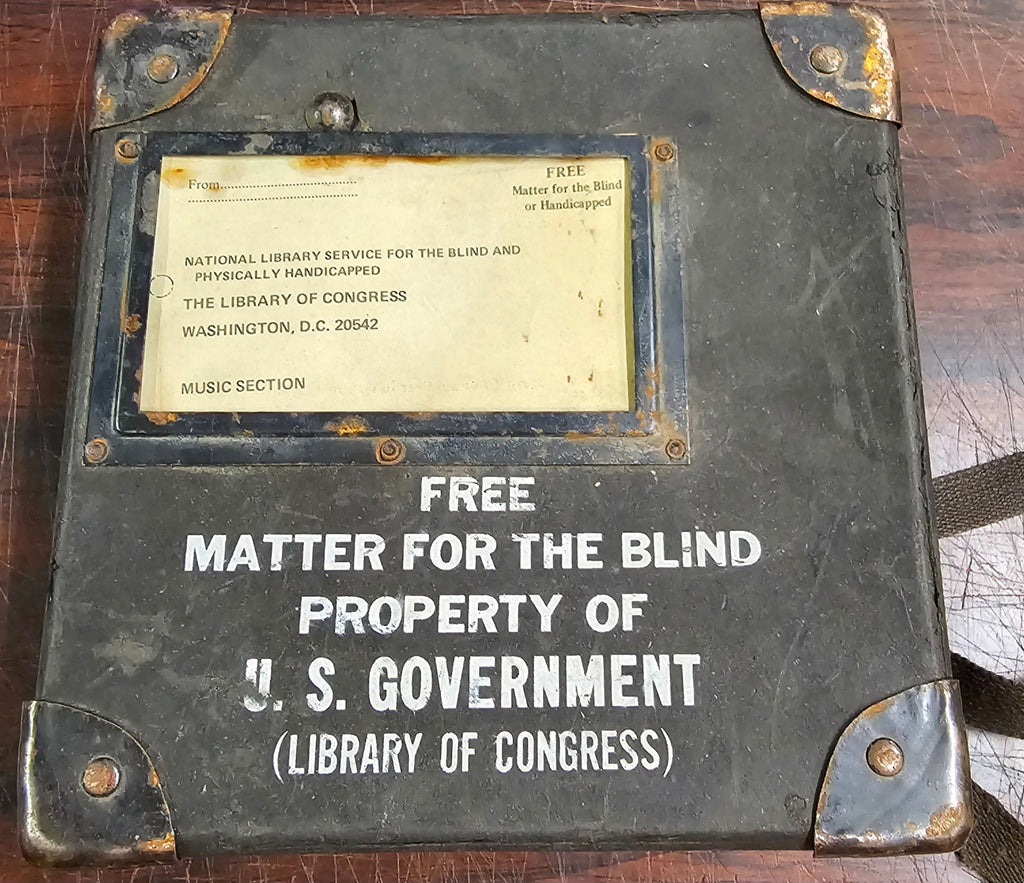 From..........................................
..........................................
FREE
Matter for the Blind
or Handicapped
NATIONAL LIBRARY SERVICE FOR THE BLIND AND
PHYSICALLY HANDICAPPED
THE LIBRARY OF CONGRESS
WASHINGTON, D.C. 20542
MUSIC SECTION
FREE
MATTER FOR THE BLIND
PROPERTY OF
U. S. GOVERNMENT
(LIBRARY OF CONGRESS)